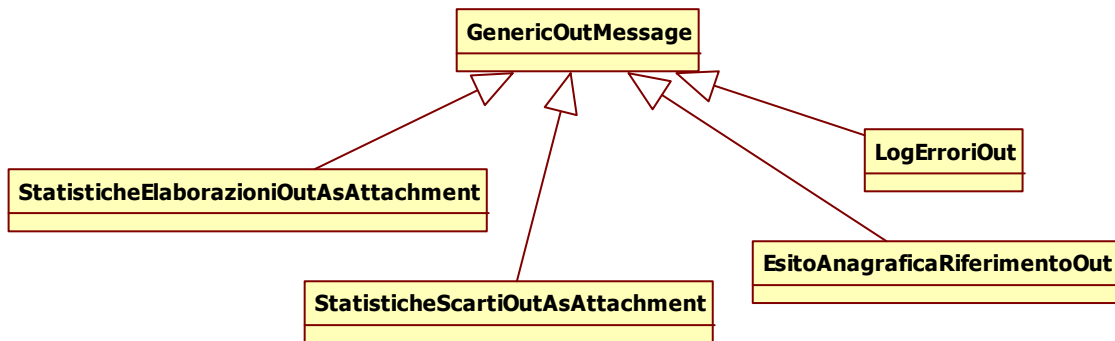 GenericOutMessage
LogErroriOut
StatisticheElaborazioniOutAsAttachment
EsitoAnagraficaRiferimentoOut
StatisticheScartiOutAsAttachment